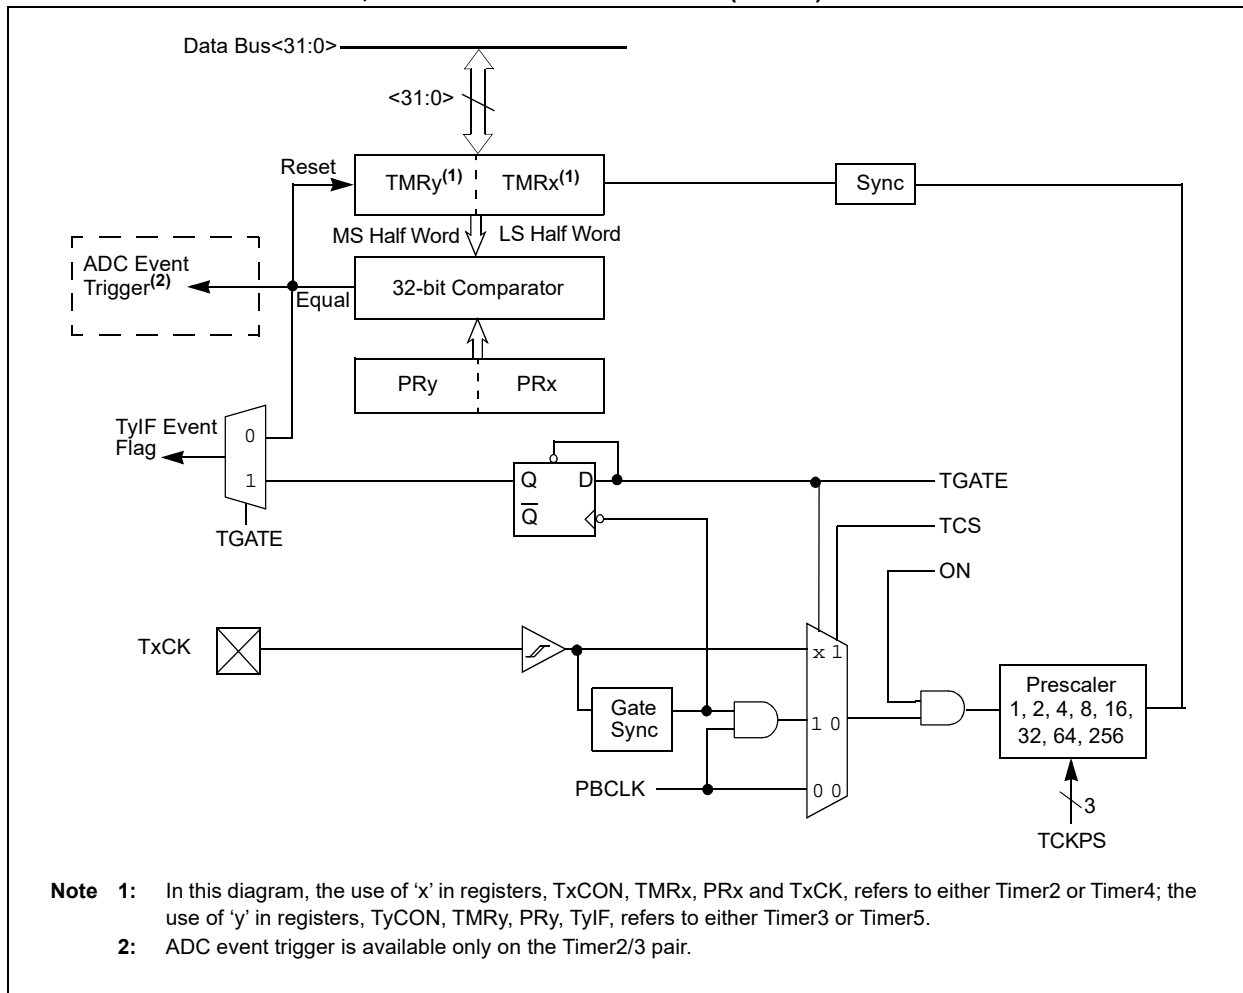 Data Bus<31:0>
<31:0>
Reset
TMRy(1)
TMRx(1)
Sync
MS Half Word
LS Half Word
ADC Event
Trigger(2)
Equal
32-bit Comparator
PRy
PRx
TyIF Event
Flag
0
1
TGATE
Q
D
Q
TGATE
TCS
ON
TxCK
x 1
Gate
Sync
1 0
PBCLK
0 0
Prescaler
1, 2, 4, 8, 16,
32, 64, 256
3
TCKPS
Note 1: In this diagram, the use of ‘x’ in registers, TxCON, TMRx, PRx and TxCK, refers to either Timer2 or Timer4; the
use of ‘y’ in registers, TyCON, TMRy, PRy, TyIF, refers to either Timer3 or Timer5.
2: ADC event trigger is available only on the Timer2/3 pair.